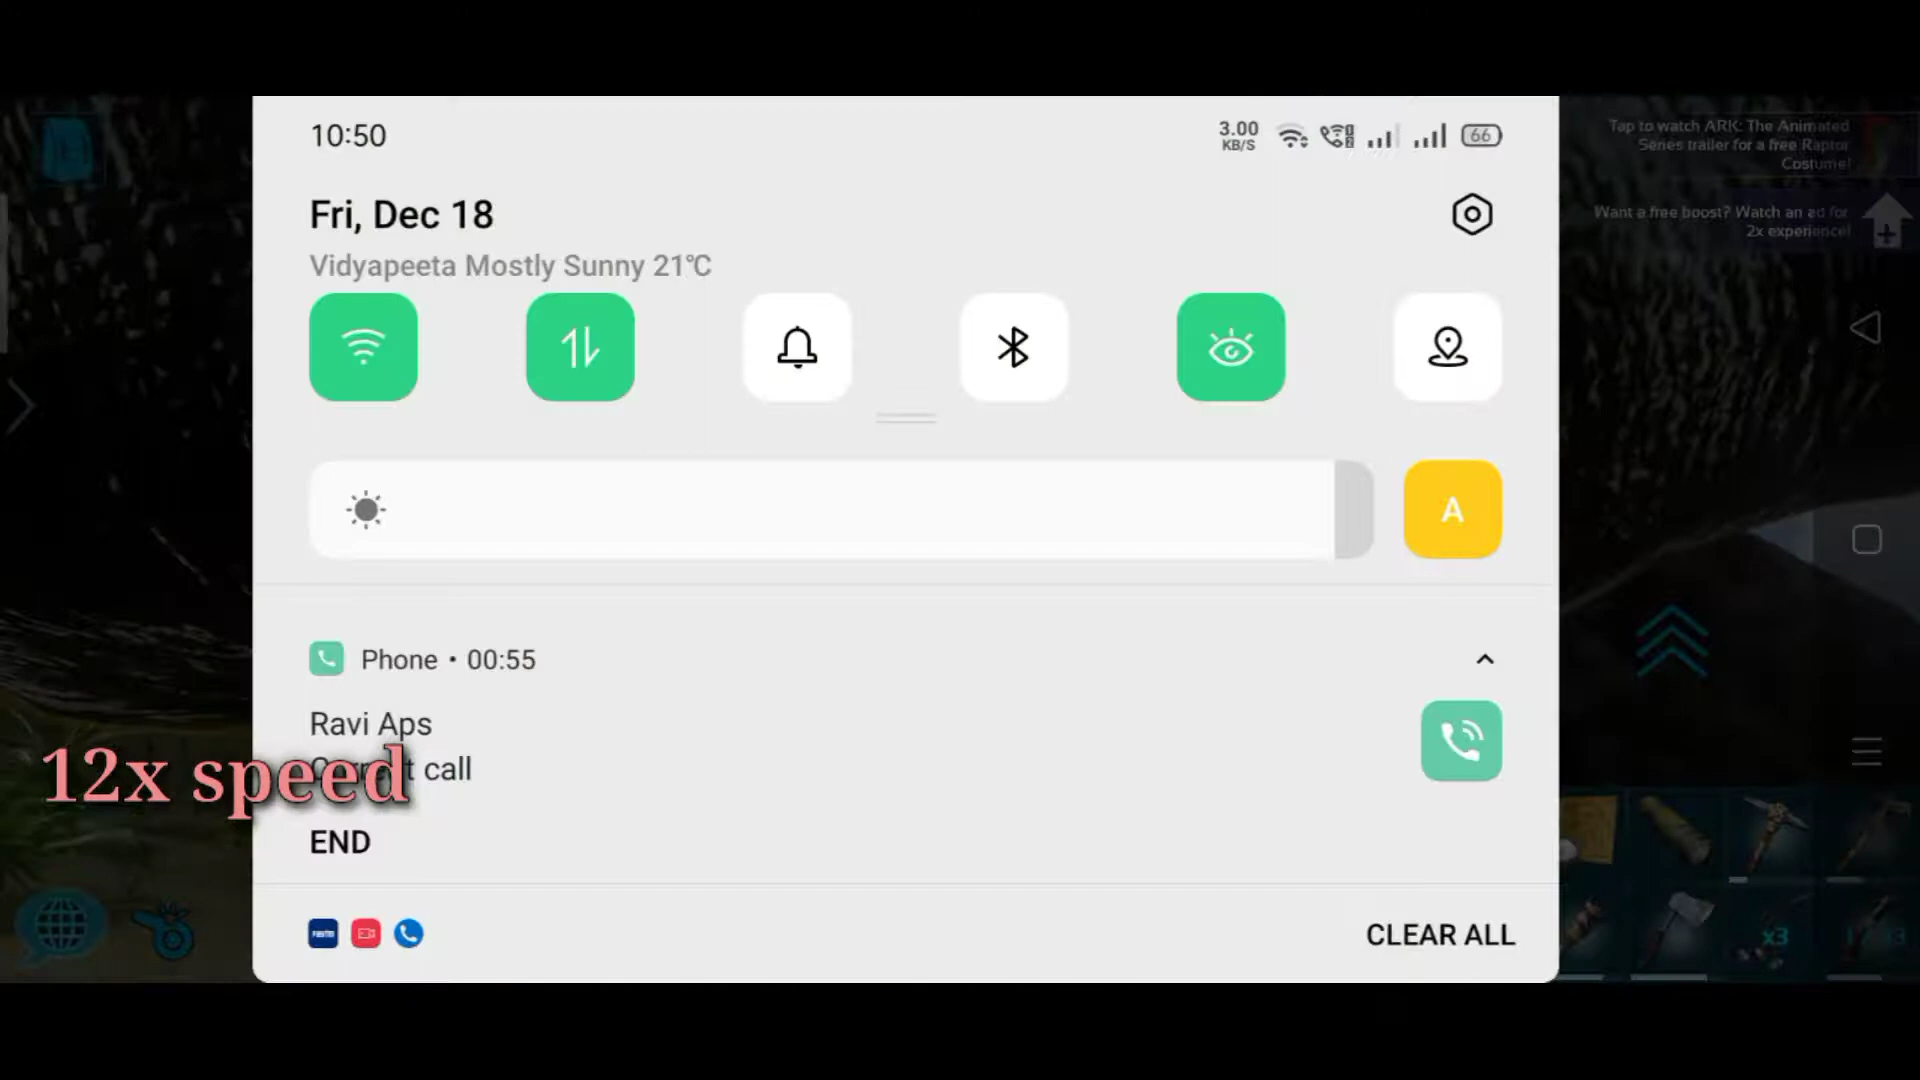 10:50
3.00
KB/S
66
Fri, Dec 18
Vidyapeeta Mostly Sunny 21°C
A
Phone • 00:55
Ravi Aps
call
12x speed
END
Paytm
CLEAR ALL
Tap to watch ARK: The Animated
Series trailer for a free Raptor
Costume!
Want a free boost? Watch an ad for
2x experience!
x3